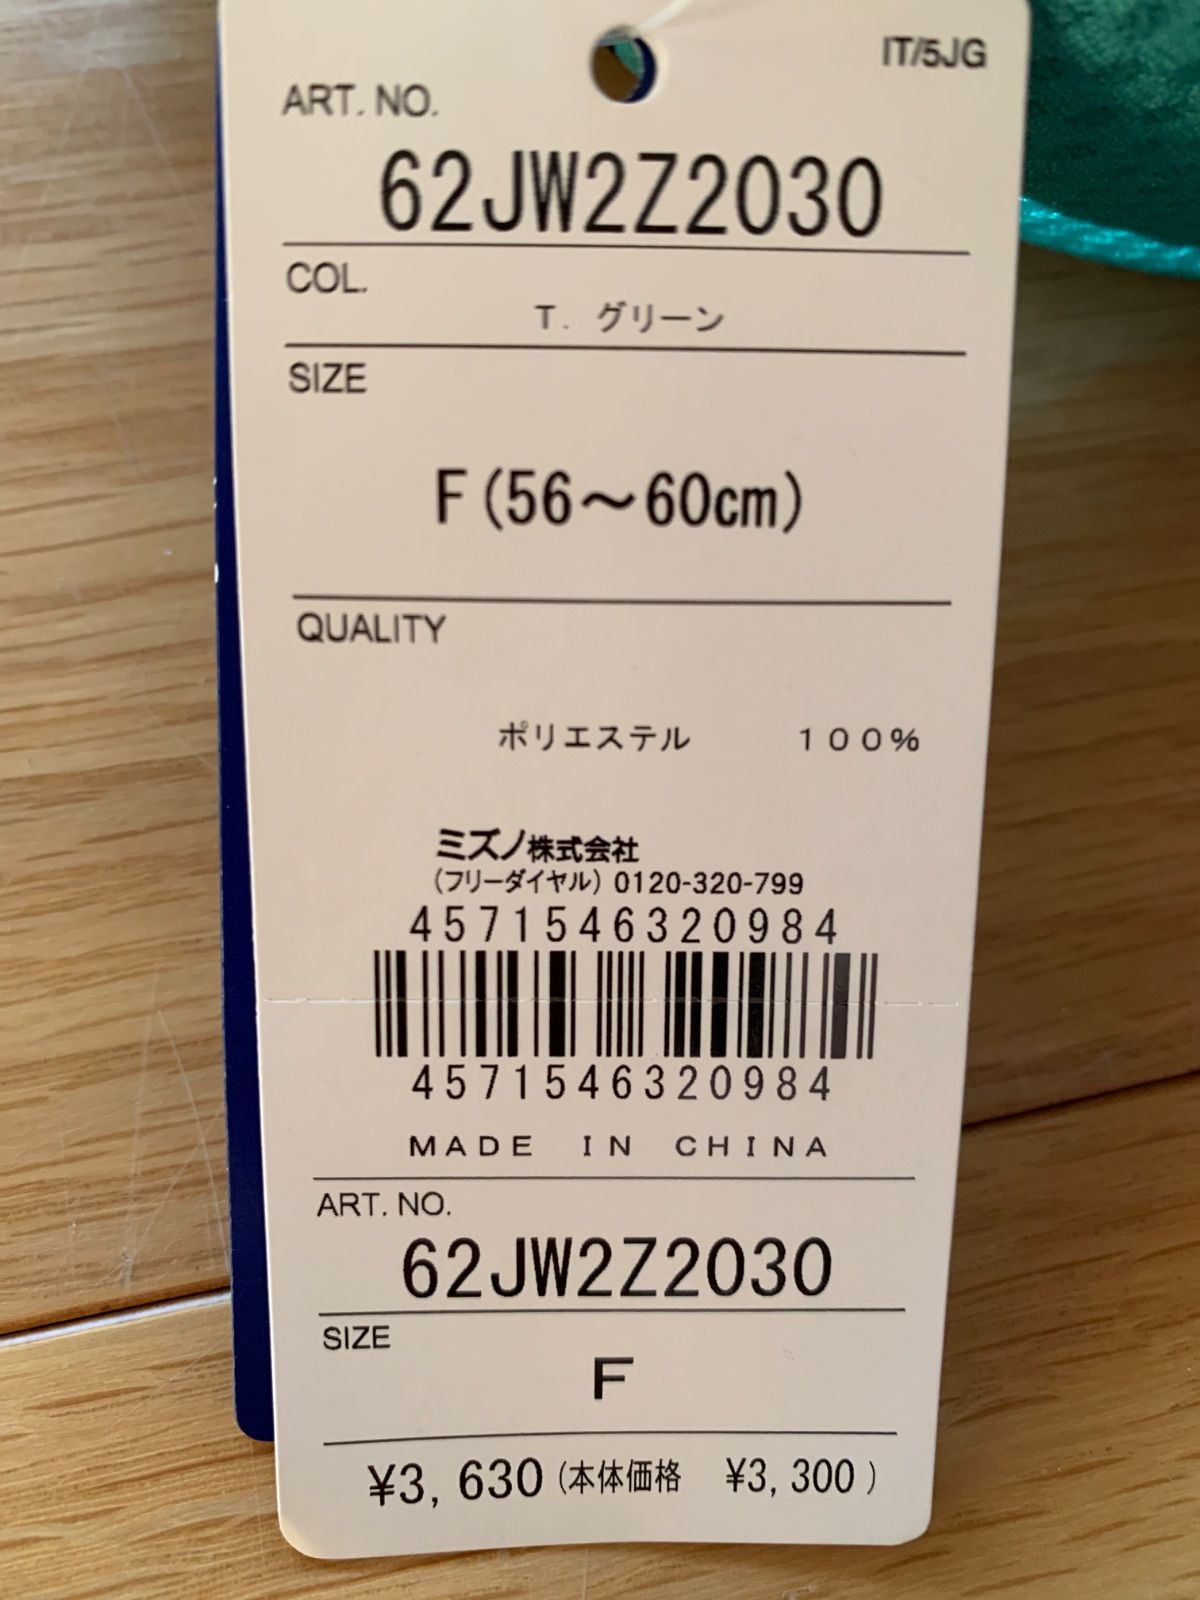 IT/5JG
ART. NO.
62JW2Z2030
COL.
T. グリーン
SIZE
F(56〜60cm)
QUALITY
ポリエステル 100%
ミズノ株式会社
(フリーダイヤル) 0120-320-799
4571546320984
4571546320984
MADE IN CHINA
ART. NO.
62JW2Z2030
SIZE
F
¥3,630(本体価格 ¥3,300)